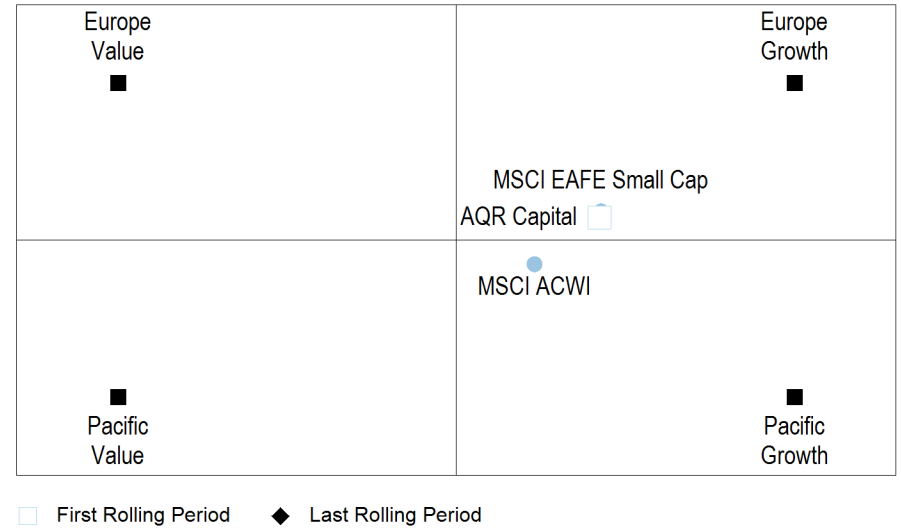 Europe
Value
Europe
Growth
MSCI EAFE Small Cap
AQR Capital
MSCI ACWI
Pacific
Value
Pacific
Growth
First Rolling Period
Last Rolling Period